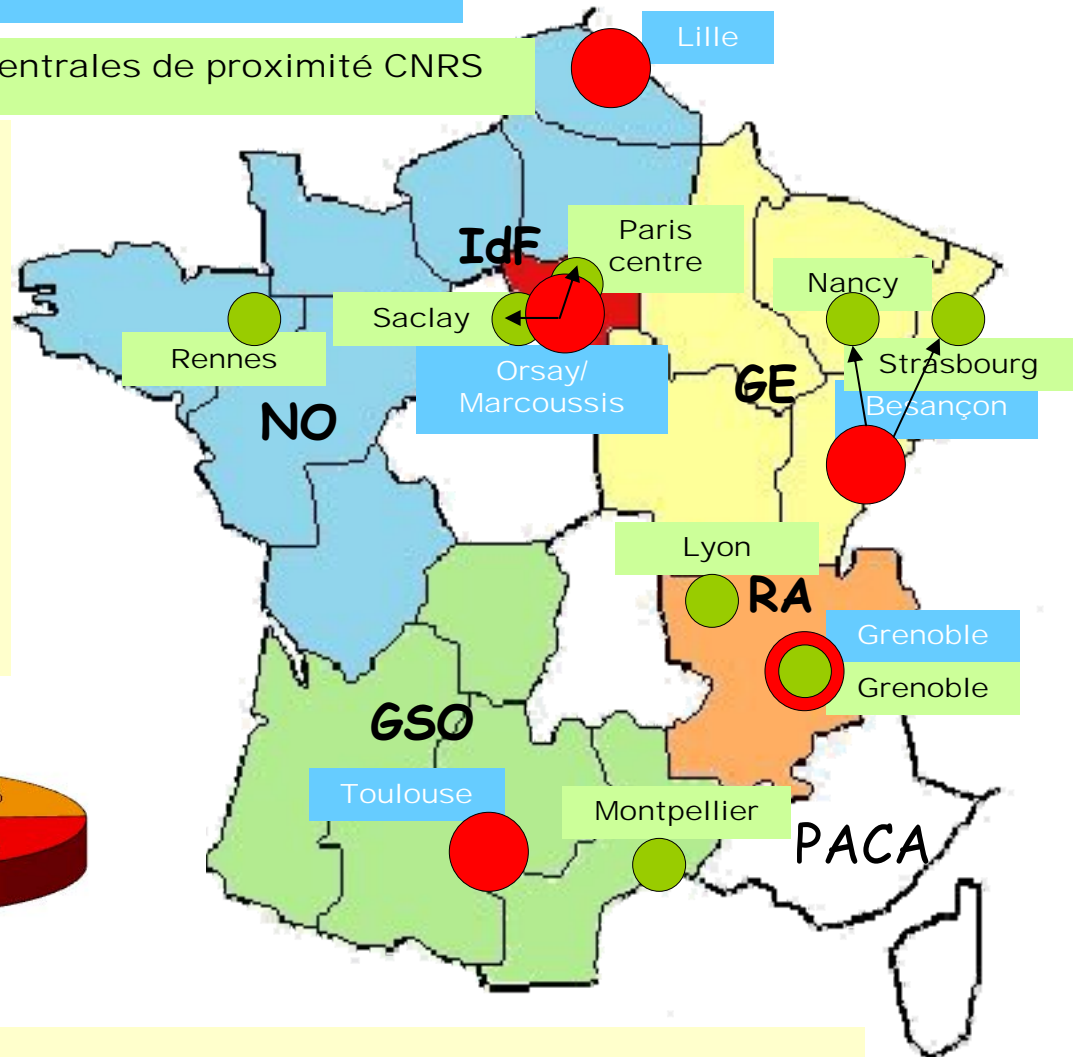 Lille
entrales de proximité CNRS
IdF
Paris
centre
Nancy
Saclay
Rennes
Strasbourg
Orsay/
Marcoussis
GE
Besançon
NO
Lyon
RA
Grenoble
Grenoble
GSO
Toulouse
Montpellier
PACA